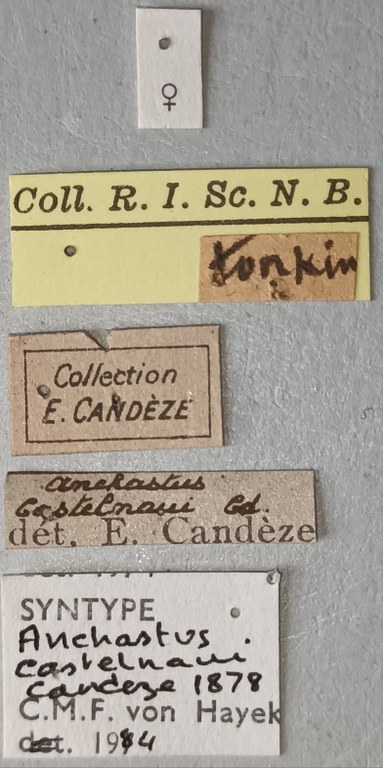 ♀
Coll. R. I. Sc. N. B.
Tonkin
Collection
E. CANDÈZE
Anchastus
Castelnaui Cd.
dét. E. Candèze
SYNTYPE
Anchastus.
castelnaui
Candeze 1878
C.M.F. von Hayek
det. 1984